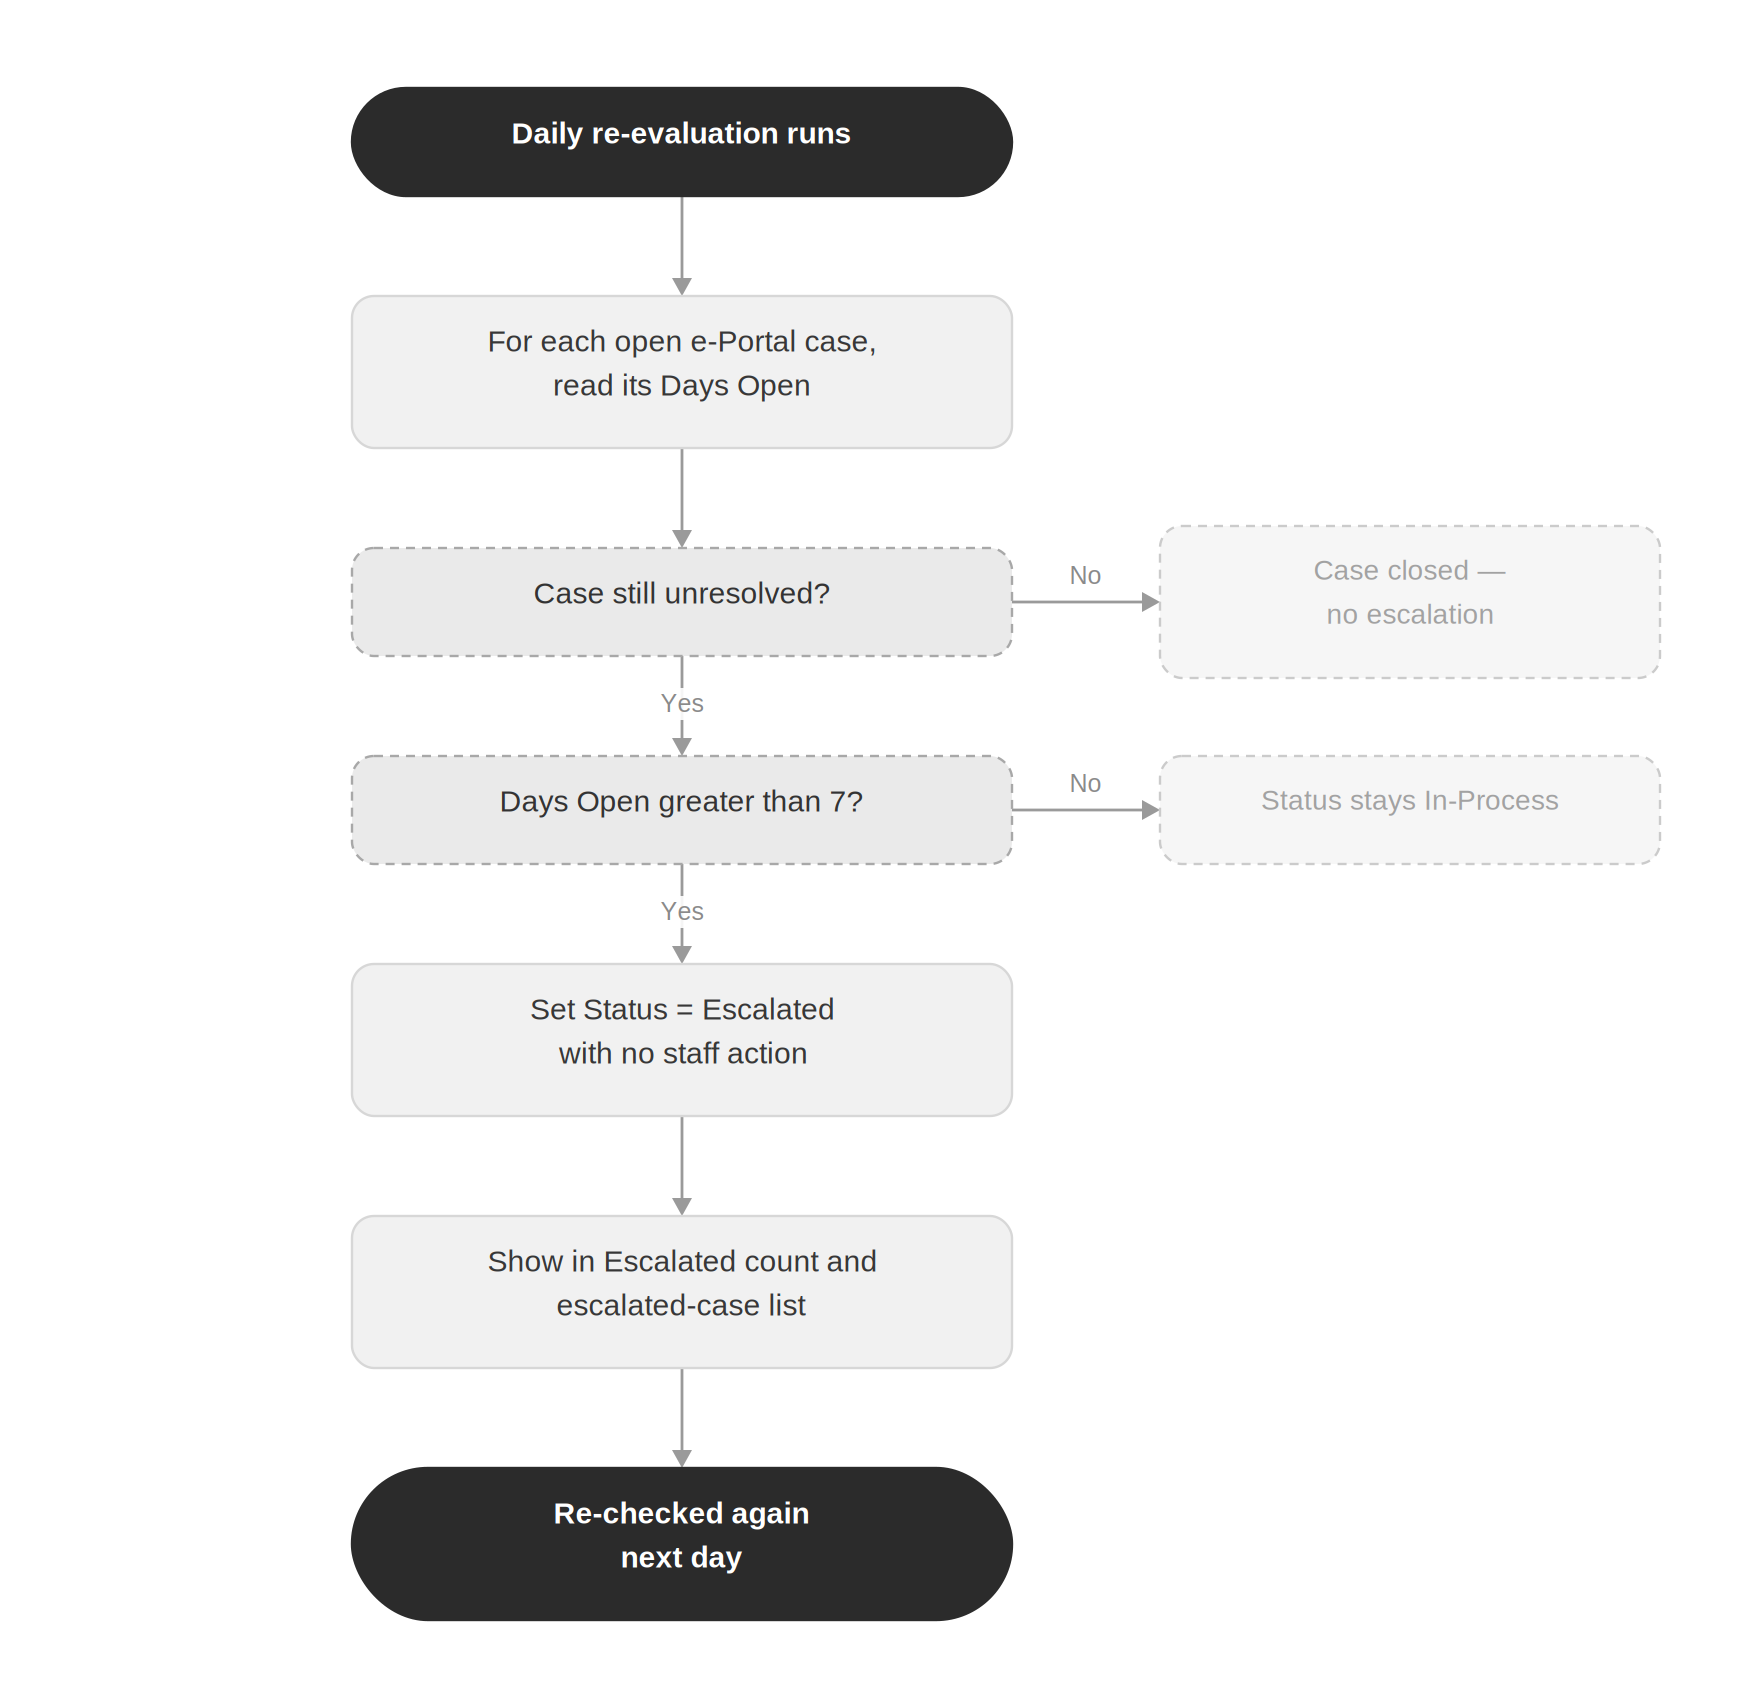 Daily re-evaluation runs
For each open e-Portal case,
read its Days Open
Case still unresolved?
No
Case closed —
no escalation
Yes
Days Open greater than 7?
No
Status stays In-Process
Yes
Set Status = Escalated
with no staff action
Show in Escalated count and
escalated-case list
Re-checked again
next day